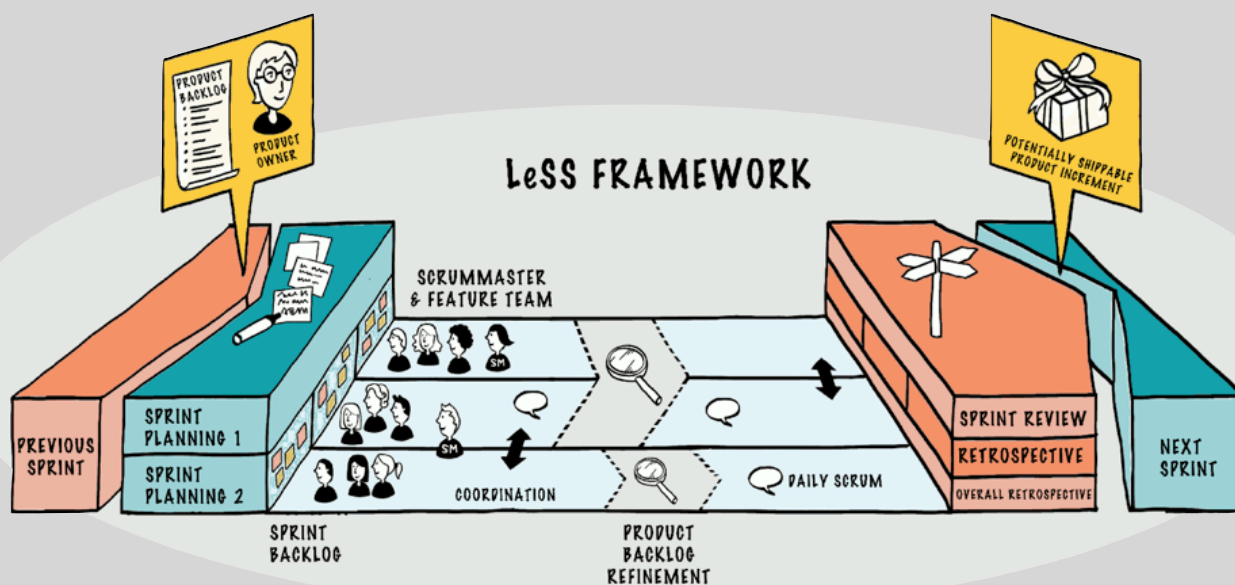 PRODUCT
BACKLOG
PRODUCT
OWNER
LeSS FRAMEWORK
POTENTIALLY SHIPPABLE
PRODUCT INCREMENT
SCRUMMASTER
& FEATURE TEAM
SM
SM
PREVIOUS
SPRINT
SPRINT
PLANNING 1
SPRINT
PLANNING 2
COORDINATION
DAILY SCRUM
SPRINT REVIEW
RETROSPECTIVE
OVERALL RETROSPECTIVE
NEXT
SPRINT
SPRINT
BACKLOG
PRODUCT
BACKLOG
REFINEMENT